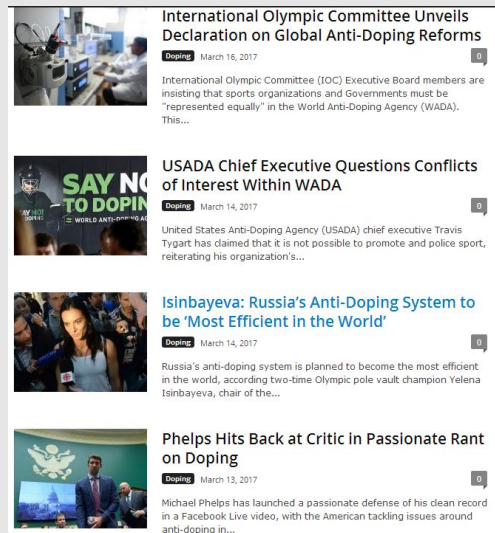 International Olympic Committee Unveils
Declaration on Global Anti-Doping Reforms
Doping March 16, 2017 0
International Olympic Committee (IOC) Executive Board members are
insisting that sports organizations and Governments must be
"represented equally" in the World Anti-Doping Agency (WADA).
This...
SAY NO
TO DOPIN
WORLD ANTI-DOPING AG
AY NO!
USADA Chief Executive Questions Conflicts
of Interest Within WADA
Doping March 14, 2017 0
United States Anti-Doping Agency (USADA) chief executive Travis
Tygart has claimed that it is not possible to promote and police sport,
reiterating his organization's...
Isinbayeva: Russia's Anti-Doping System to
be 'Most Efficient in the World'
Doping March 14, 2017 0
Russia's anti-doping system is planned to become the most efficient
in the world, according two-time Olympic pole vault champion Yelena
Isinbayeva, chair of the...
Phelps Hits Back at Critic in Passionate Rant
on Doping
Doping March 13, 2017 0
Michael Phelps has launched a passionate defense of his clean record
in a Facebook Live video, with the American tackling issues around
anti-doping in...